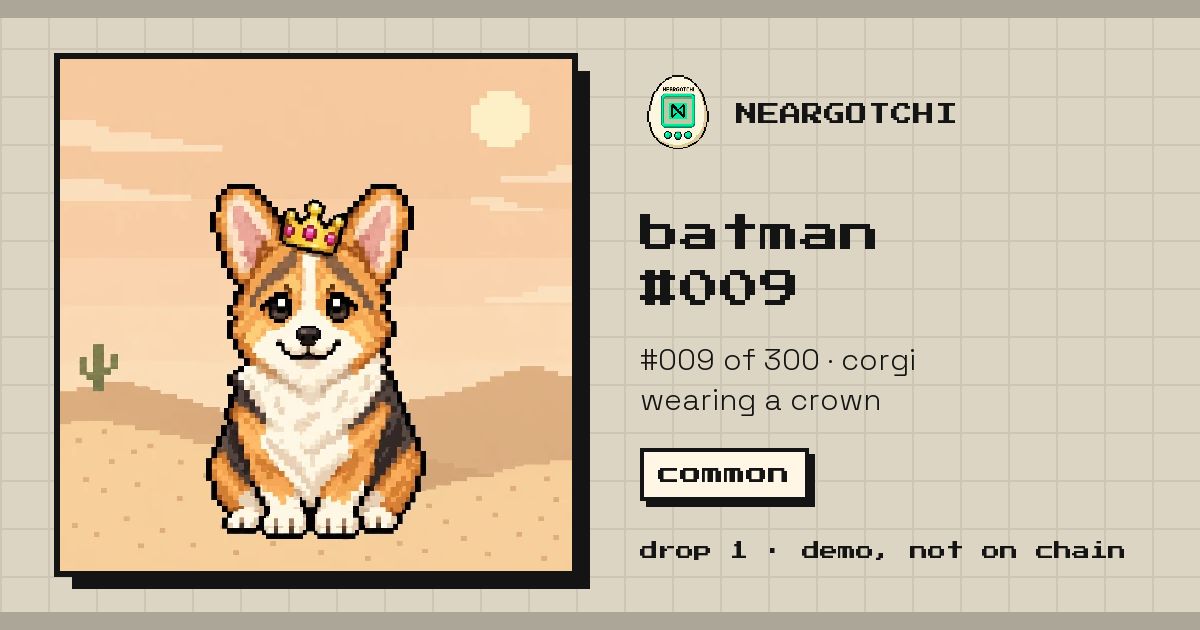 NEARGOTCHI
NEARGOTCHI
batman
#009
#009 of 300 · corgi
wearing a crown
common
drop 1 · demo, not on chain